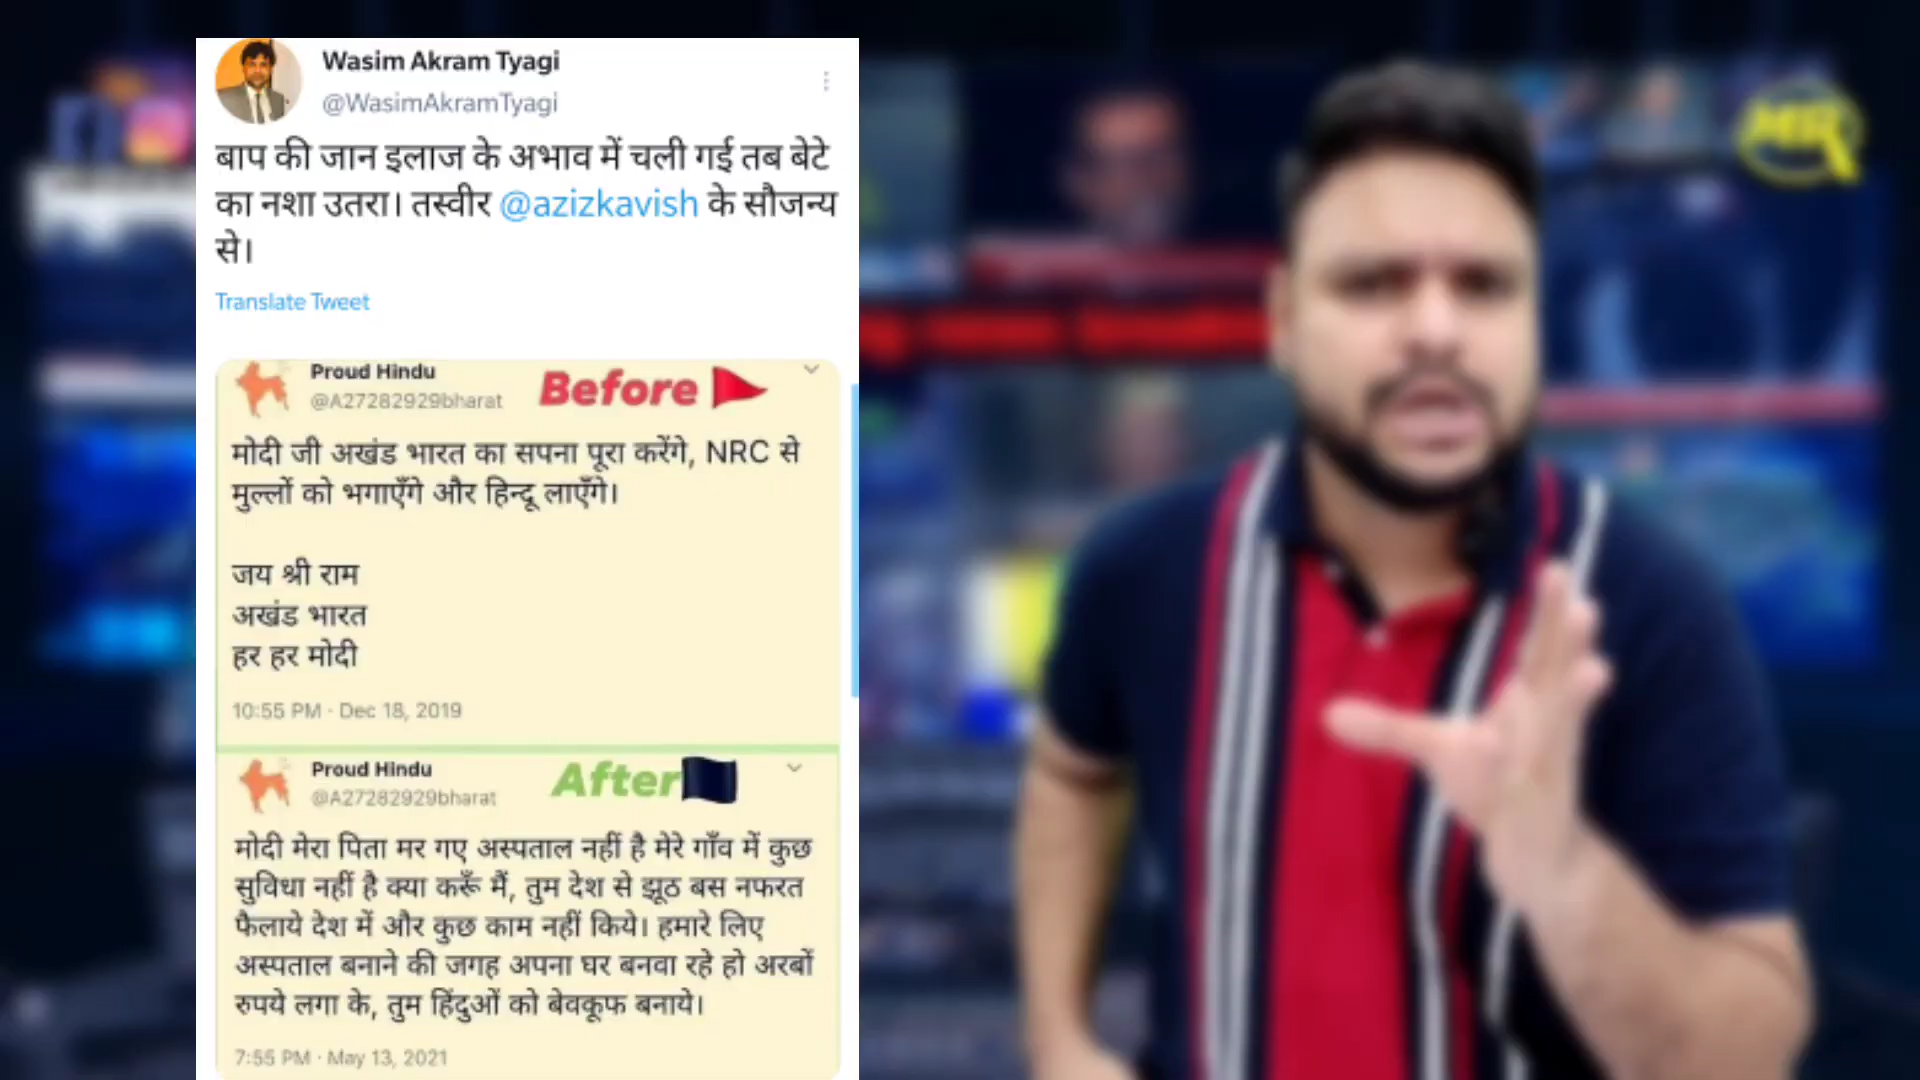 Wasim Akram Tyagi
@WasimAkramTyagi
बाप की जान इलाज के अभाव में चली गई तब बेटे
का नशा उतरा। तस्वीर @azizkavish के सौजन्य
से।
Translate Tweet
Proud Hindu
@A27282929bharat
Before
मोदी जी अखंड भारत का सपना पूरा करेंगे, NRC से
मुल्लों को भगाएँगे और हिन्दू लाएँगे।
जय श्री राम
अखंड भारत
हर हर मोदी
10:55 PM · Dec 18, 2019
Proud Hindu
@A27282929bharat
After
मोदी मेरा पिता मर गए अस्पताल नहीं है मेरे गाँव में कुछ
सुविधा नहीं है क्या करूँ मैं, तुम देश से झूठ बस नफरत
फैलाये देश में और कुछ काम नहीं किये। हमारे लिए
अस्पताल बनाने की जगह अपना घर बनवा रहे हो अरबों
रुपये लगा के, तुम हिंदुओं को बेवकूफ बनाये।
7:55 PM · May 13, 2021